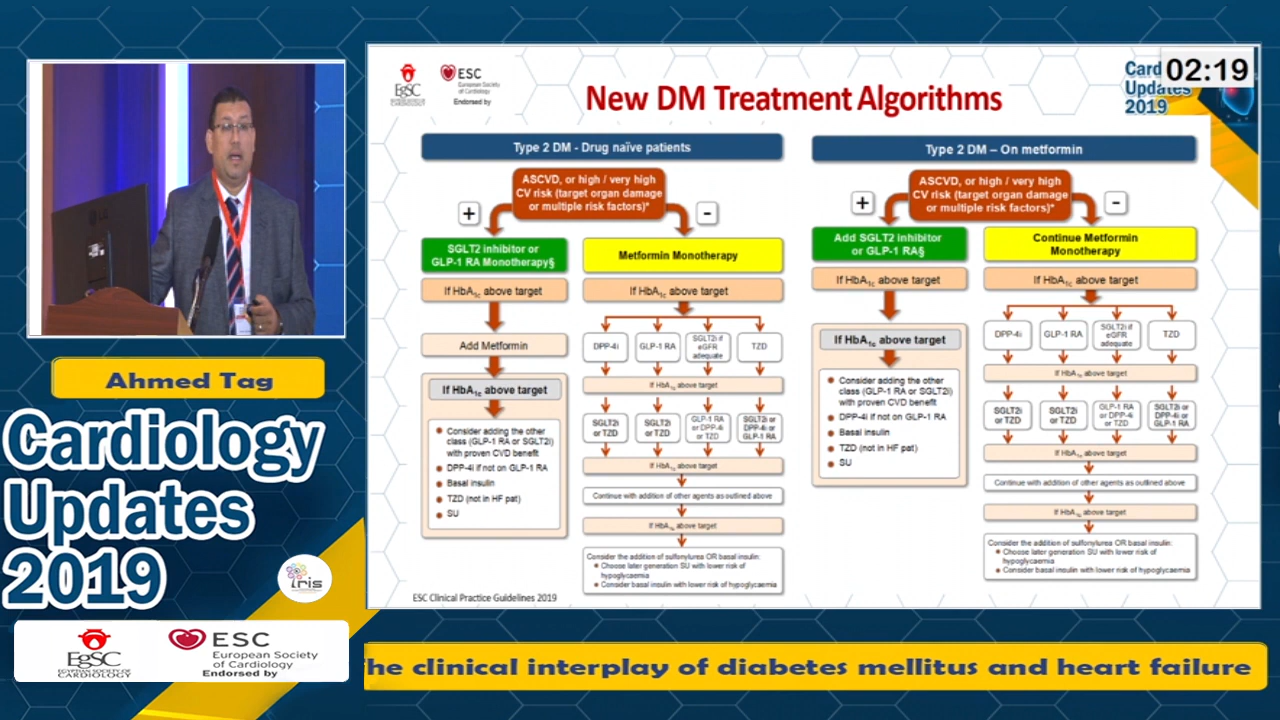 EgSC
EGYPTIAN SOCIETY OF
CARDIOLOGY
ESC
European Society
of Cardiology
Endorsed by
New DM Treatment Algorithms
Card
Updates
2019
02:19
Type 2 DM - Drug naïve patients
ASCVD, or high / very high
CV risk (target organ damage
or multiple risk factors)*
+
-
SGLT2 inhibitor or
GLP-1 RA Monotherapy§
If HbA1c above target
Add Metformin
If HbA1c above target
Consider adding the other
class (GLP-1 RA or SGLT2i)
with proven CVD benefit
DPP-4i if not on GLP-1 RA
Basal insulin
TZD (not in HF pat)
SU
Metformin Monotherapy
If HbA1c above target
DPP-4i
GLP-1 RA
SGLT2i if
eGFR
adequate
TZD
If HbA1c above target
SGLT2i
or TZD
SGLT2i
or TZD
GLP-1 RA
or DPP-4i
or TZD
SGLT2i or
DPP-4i or
GLP-1 RA
If HbA1c above target
Continue with addition of other agents as outlined above
If HbA1c above target
Consider the addition of sulfonylurea OR basal insulin:
Choose later generation SU with lower risk of
hypoglycaemia
Consider basal insulin with lower risk of hypoglycaemia
Type 2 DM – On metformin
ASCVD, or high / very high
CV risk (target organ damage
or multiple risk factors)*
+
-
Add SGLT2 inhibitor
or GLP-1 RA§
If HbA1c above target
If HbA1c above target
Consider adding the other
class (GLP-1 RA or SGLT2i)
with proven CVD benefit
DPP-4i if not on GLP-1 RA
Basal insulin
TZD (not in HF pat)
SU
Continue Metformin
Monotherapy
If HbA1c above target
DPP-4i
GLP-1 RA
SGLT2i if
eGFR
adequate
TZD
If HbA1c above target
SGLT2i
or TZD
SGLT2i
or TZD
GLP-1 RA
or DPP-4i
or TZD
SGLT2i or
DPP-4i or
GLP-1 RA
If HbA1c above target
Continue with addition of other agents as outlined above
If HbA1c above target
Consider the addition of sulfonylurea OR basal insulin:
Choose later generation SU with lower risk of
hypoglycaemia
Consider basal insulin with lower risk of hypoglycaemia
ESC Clinical Practice Guidelines 2019
LG
Ahmed Tag
Cardiology
Updates
2019
iris
EgSC
EGYPTIAN SOCIETY OF
CARDIOLOGY
ESC
European Society
of Cardiology
Endorsed by
The clinical interplay of diabetes mellitus and heart failure